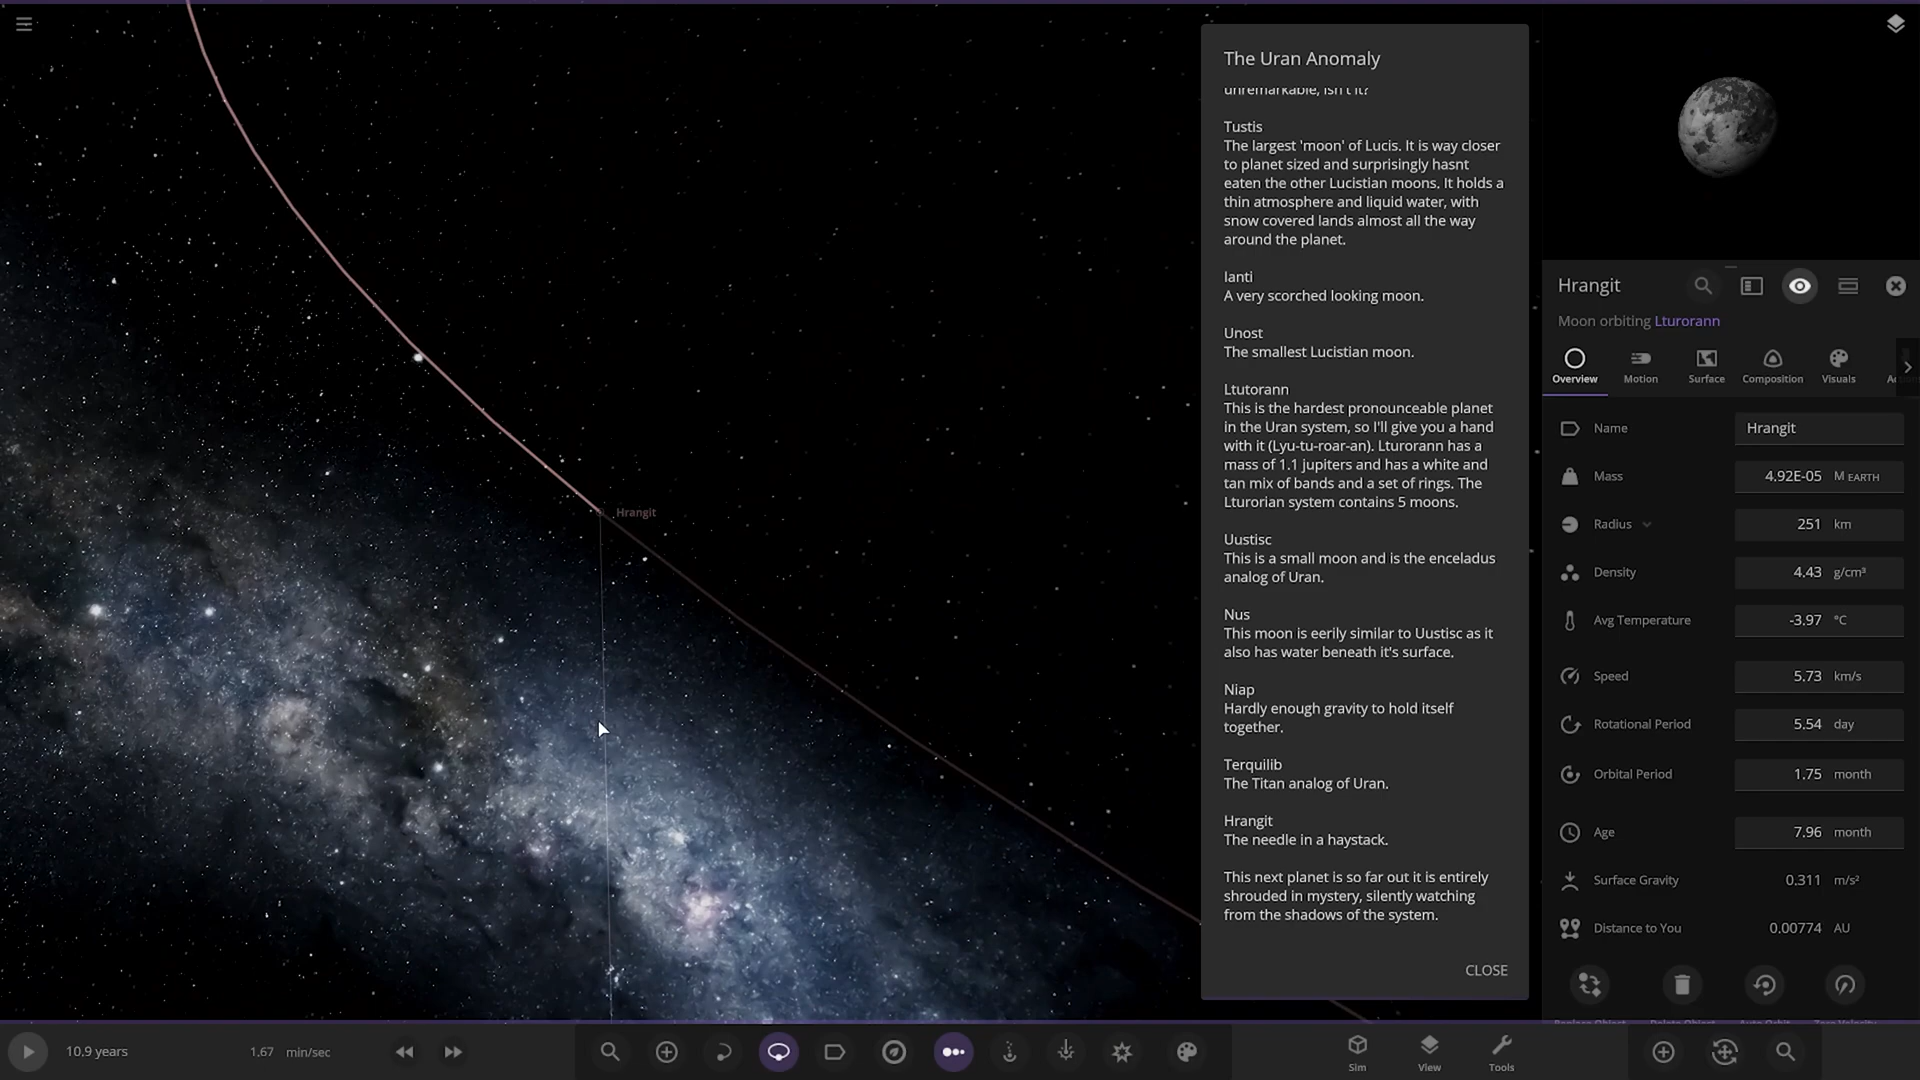 The Uran Anomaly
unremarkable, isn't it?
Tustis
The largest 'moon' of Lucis. It is way closer
to planet sized and surprisingly hasnt
eaten the other Lucistian moons. It holds a
thin atmosphere and liquid water, with
snow covered lands almost all the way
around the planet.
Ianti
A very scorched looking moon.
Unost
The smallest Lucistian moon.
Ltutorann
This is the hardest pronounceable planet
in the Uran system, so I'll give you a hand
with it (Lyu-tu-roar-an). Lturorann has a
mass of 1.1 jupiters and has a white and
tan mix of bands and a set of rings. The
Lturorian system contains 5 moons.
Uustisc
This is a small moon and is the enceladus
analog of Uran.
Nus
This moon is eerily similar to Uustisc as it
also has water beneath it's surface.
Niap
Hardly enough gravity to hold itself
together.
Terquilib
The Titan analog of Uran.
Hrangit
The needle in a haystack.
This next planet is so far out it is entirely
shrouded in mystery, silently watching
from the shadows of the system.
CLOSE
Hrangit
Hrangit
Moon orbiting Lturorann
Overview Motion Surface Composition Visuals
Name Hrangit
Mass 4.92E-05 M EARTH
Radius 251 km
Density 4.43 g/cm³
Avg Temperature -3.97 °C
Speed 5.73 km/s
Rotational Period 5.54 day
Orbital Period 1.75 month
Age 7.96 month
Surface Gravity 0.311 m/s²
Distance to You 0.00774 AU
Replace Object Delete Object Auto Orbit Zero Velocity
10.9 years 1.67 min/sec
Sim View Tools